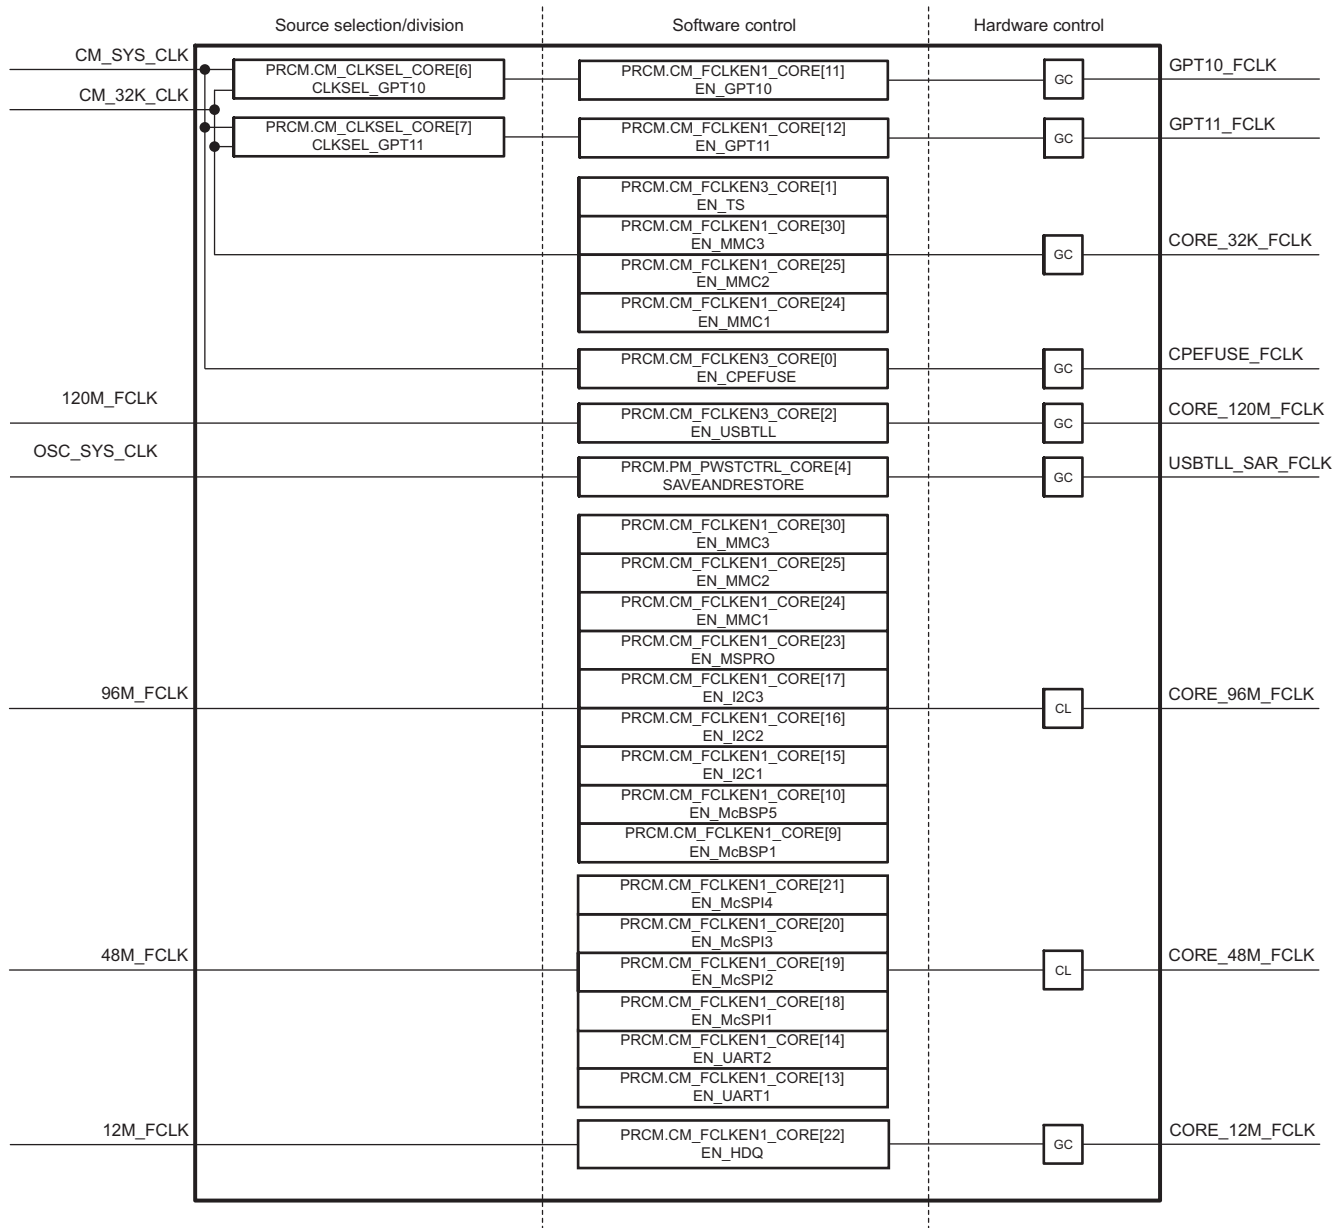 Source selection/division
Software control
Hardware control
CM_SYS_CLK
PRCM.CM_CLKSEL_CORE[6]
CLKSEL_GPT10
PRCM.CM_FCLKEN1_CORE[11]
EN_GPT10
GC
GPT10_FCLK
CM_32K_CLK
PRCM.CM_CLKSEL_CORE[7]
CLKSEL_GPT11
PRCM.CM_FCLKEN1_CORE[12]
EN_GPT11
GC
GPT11_FCLK
PRCM.CM_FCLKEN3_CORE[1]
EN_TS
PRCM.CM_FCLKEN1_CORE[30]
EN_MMC3
PRCM.CM_FCLKEN1_CORE[25]
EN_MMC2
PRCM.CM_FCLKEN1_CORE[24]
EN_MMC1
GC
CORE_32K_FCLK
PRCM.CM_FCLKEN3_CORE[0]
EN_CPEFUSE
GC
CPEFUSE_FCLK
120M_FCLK
PRCM.CM_FCLKEN3_CORE[2]
EN_USBTLL
GC
CORE_120M_FCLK
OSC_SYS_CLK
PRCM.PM_PWSTCTRL_CORE[4]
SAVEANDRESTORE
GC
USBTLL_SAR_FCLK
PRCM.CM_FCLKEN1_CORE[30]
EN_MMC3
PRCM.CM_FCLKEN1_CORE[25]
EN_MMC2
PRCM.CM_FCLKEN1_CORE[24]
EN_MMC1
PRCM.CM_FCLKEN1_CORE[23]
EN_MSPRO
96M_FCLK
PRCM.CM_FCLKEN1_CORE[17]
EN_I2C3
PRCM.CM_FCLKEN1_CORE[16]
EN_I2C2
PRCM.CM_FCLKEN1_CORE[15]
EN_I2C1
PRCM.CM_FCLKEN1_CORE[10]
EN_McBSP5
PRCM.CM_FCLKEN1_CORE[9]
EN_McBSP1
CL
CORE_96M_FCLK
PRCM.CM_FCLKEN1_CORE[21]
EN_McSPI4
PRCM.CM_FCLKEN1_CORE[20]
EN_McSPI3
48M_FCLK
PRCM.CM_FCLKEN1_CORE[19]
EN_McSPI2
PRCM.CM_FCLKEN1_CORE[18]
EN_McSPI1
PRCM.CM_FCLKEN1_CORE[14]
EN_UART2
PRCM.CM_FCLKEN1_CORE[13]
EN_UART1
CL
CORE_48M_FCLK
12M_FCLK
PRCM.CM_FCLKEN1_CORE[22]
EN_HDQ
GC
CORE_12M_FCLK